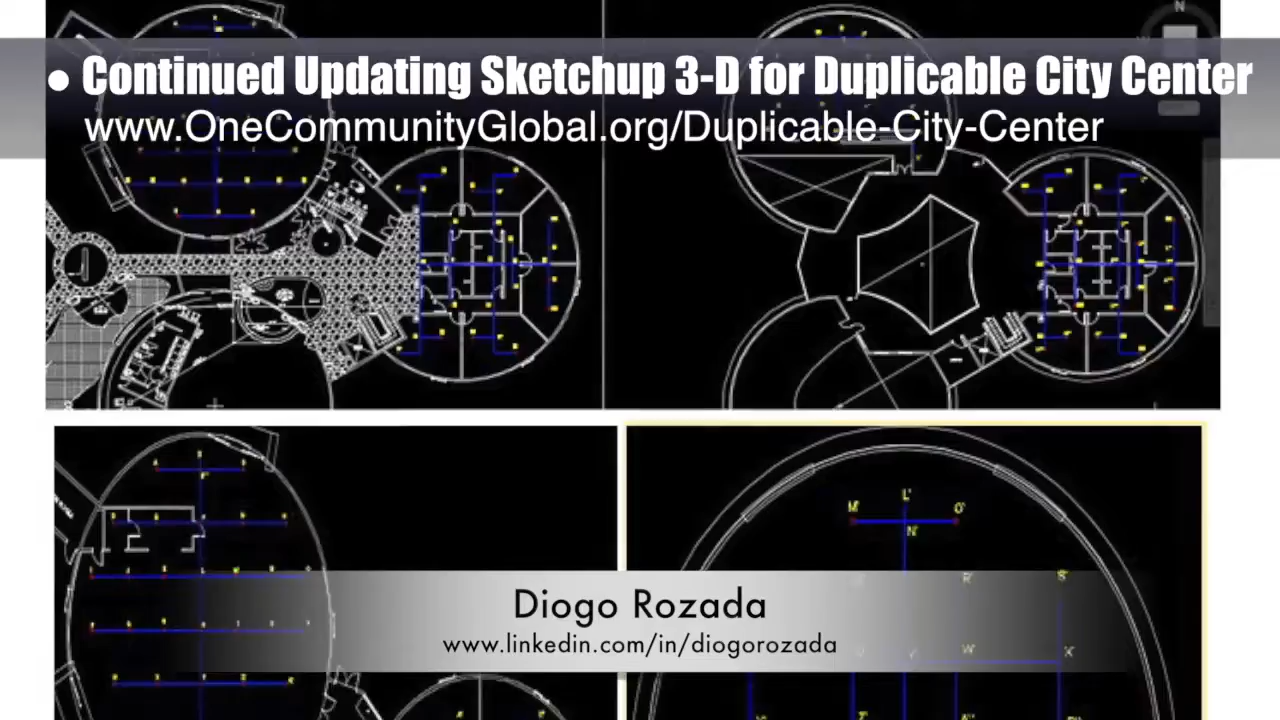 N
• Continued Updating Sketchup 3-D for Duplicable City Center
www.OneCommunityGlobal.org/Duplicable-City-Center
L'
M'
O'
N'
R'
S'
Diogo Rozada
www.linkedin.com/in/diogorozada
W'
X'
Z'